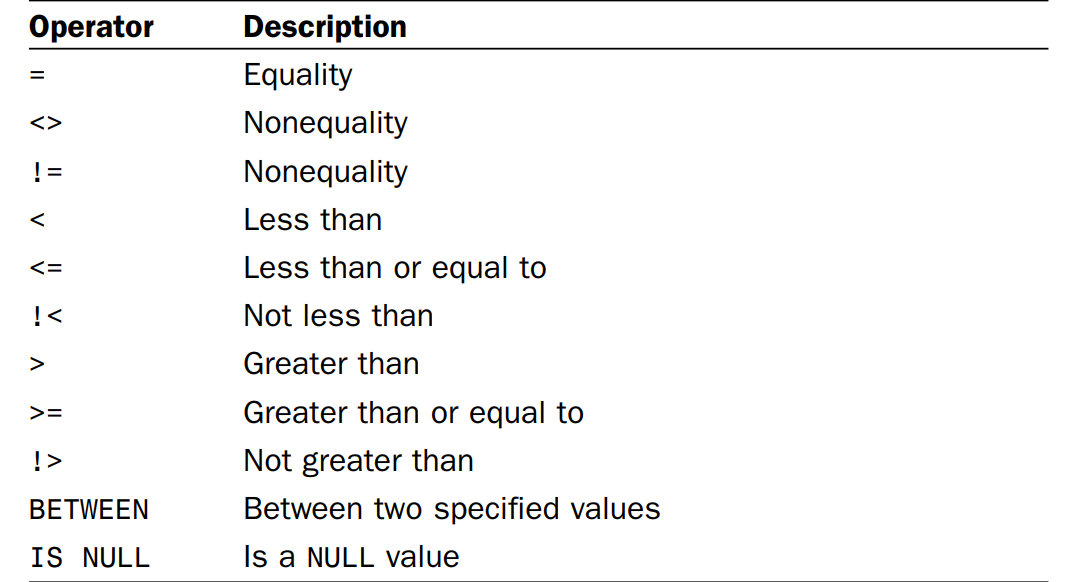 Operator Description
= Equality
<> Nonequality
!= Nonequality
< Less than
<= Less than or equal to
!< Not less than
> Greater than
>= Greater than or equal to
!> Not greater than
BETWEEN Between two specified values
IS NULL Is a NULL value